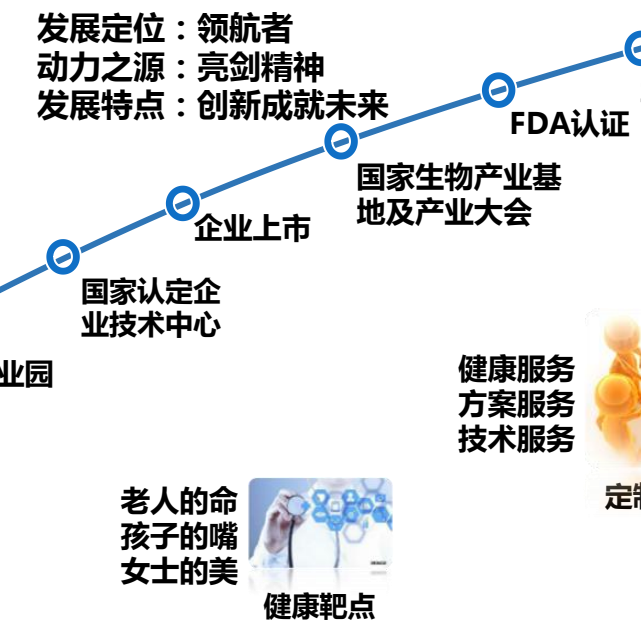 发展定位：领航者
动力之源：亮剑精神
发展特点：创新成就未来
FDA认证
国家生物产业基
地及产业大会
企业上市
国家认定企
业技术中心
业园
健康服务
方案服务
技术服务
定
老人的命
孩子的嘴
女士的美
健康靶点